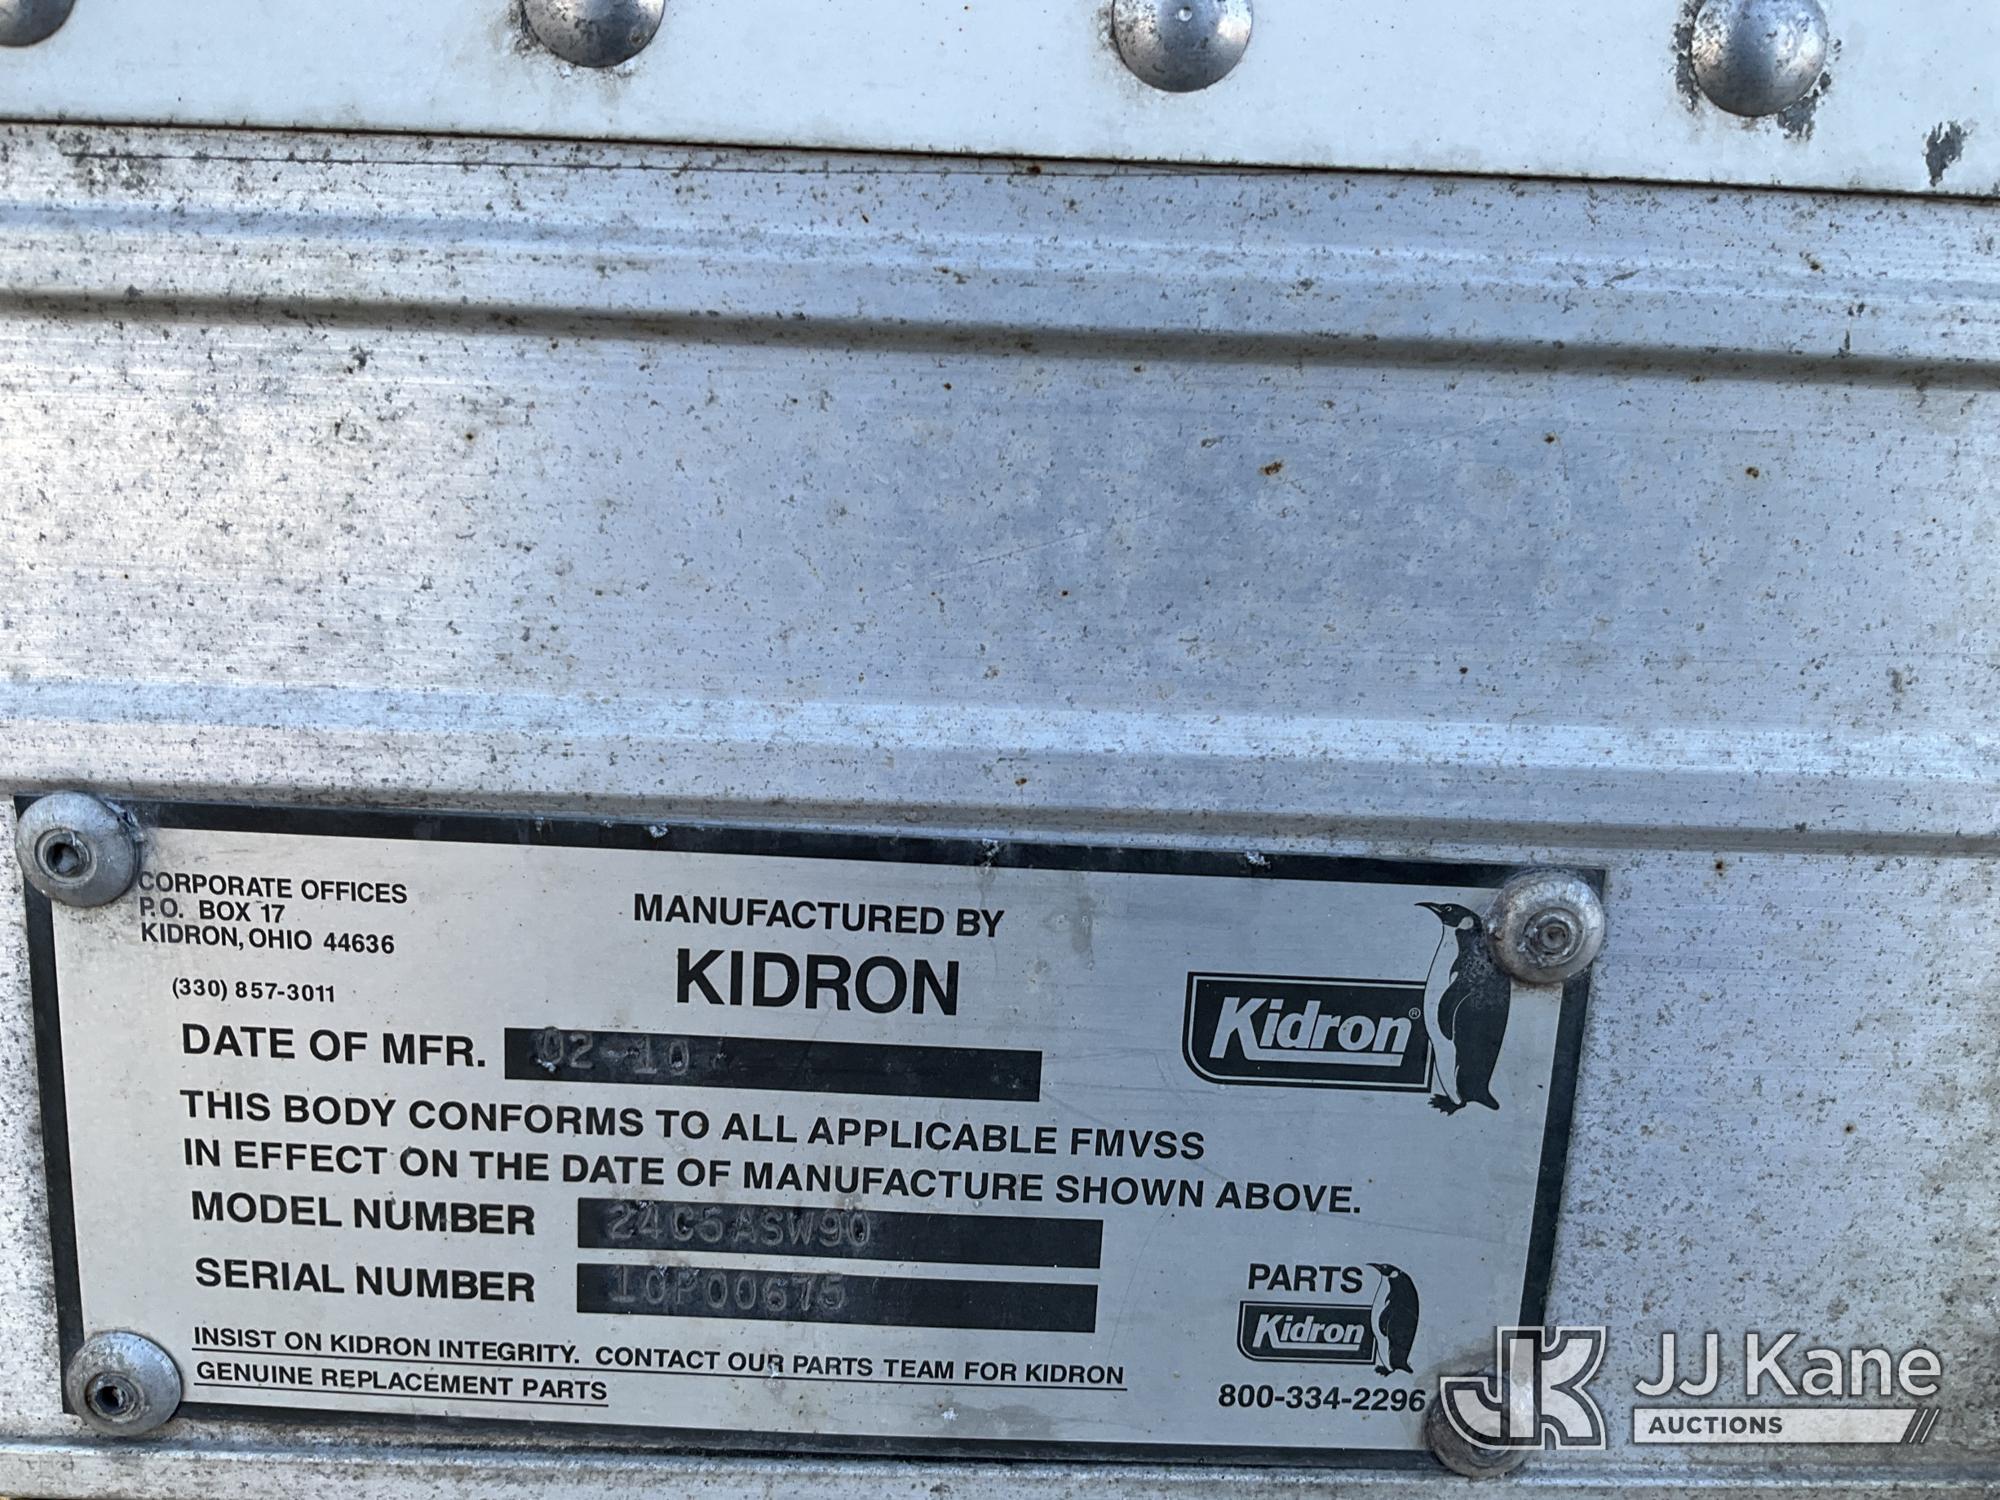 CORPORATE OFFICES
P.O. BOX 17
KIDRON, OHIO 44636
(330) 857-3011
MANUFACTURED BY
KIDRON
Kidron®
DATE OF MFR. 02-10
THIS BODY CONFORMS TO ALL APPLICABLE FMVSS
IN EFFECT ON THE DATE OF MANUFACTURE SHOWN ABOVE.
MODEL NUMBER 24C5ASW90
SERIAL NUMBER 10P00675
INSIST ON KIDRON INTEGRITY. CONTACT OUR PARTS TEAM FOR KIDRON
GENUINE REPLACEMENT PARTS
PARTS
Kidron
800-334-2296
JK JJ Kane
AUCTIONS